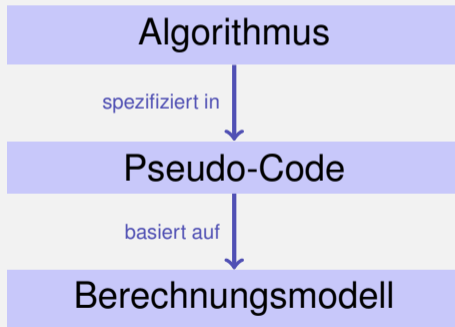 Algorithmus
spezifiziert in
Pseudo-Code
basiert auf
Berechnungsmodell